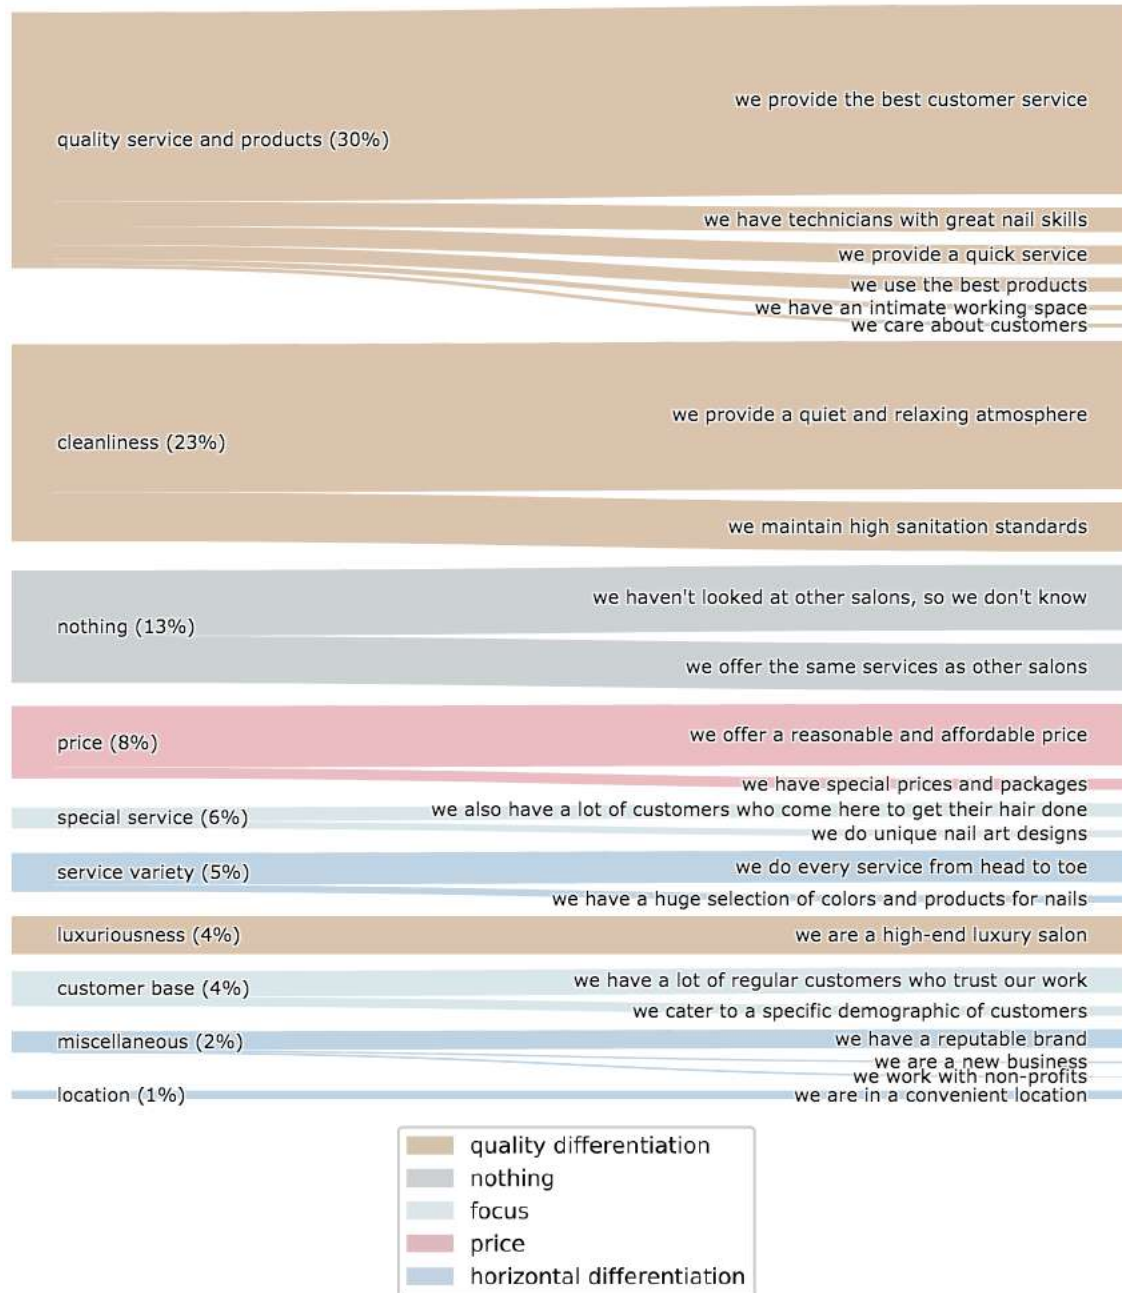 we provide the best customer service
quality service and products (30%)
we have technicians with great nail skills
we provide a quick service
we use the best products
we have an intimate working space
we care about customers
we provide a quiet and relaxing atmosphere
cleanliness (23%)
we maintain high sanitation standards
we haven't looked at other salons, so we don't know
nothing (13%)
we offer the same services as other salons
we offer a reasonable and affordable price
price (8%)
we have special prices and packages
we also have a lot of customers who come here to get their hair done
special service (6%)
we do unique nail art designs
we do every service from head to toe
service variety (5%)
we have a huge selection of colors and products for nails
luxuriousness (4%)
we are a high-end luxury salon
we have a lot of regular customers who trust our work
customer base (4%)
we cater to a specific demographic of customers
we have a reputable brand
miscellaneous (2%)
we are a new business
we work with non-profits
location (1%)
we are in a convenient location
quality differentiation
nothing
focus
price
horizontal differentiation